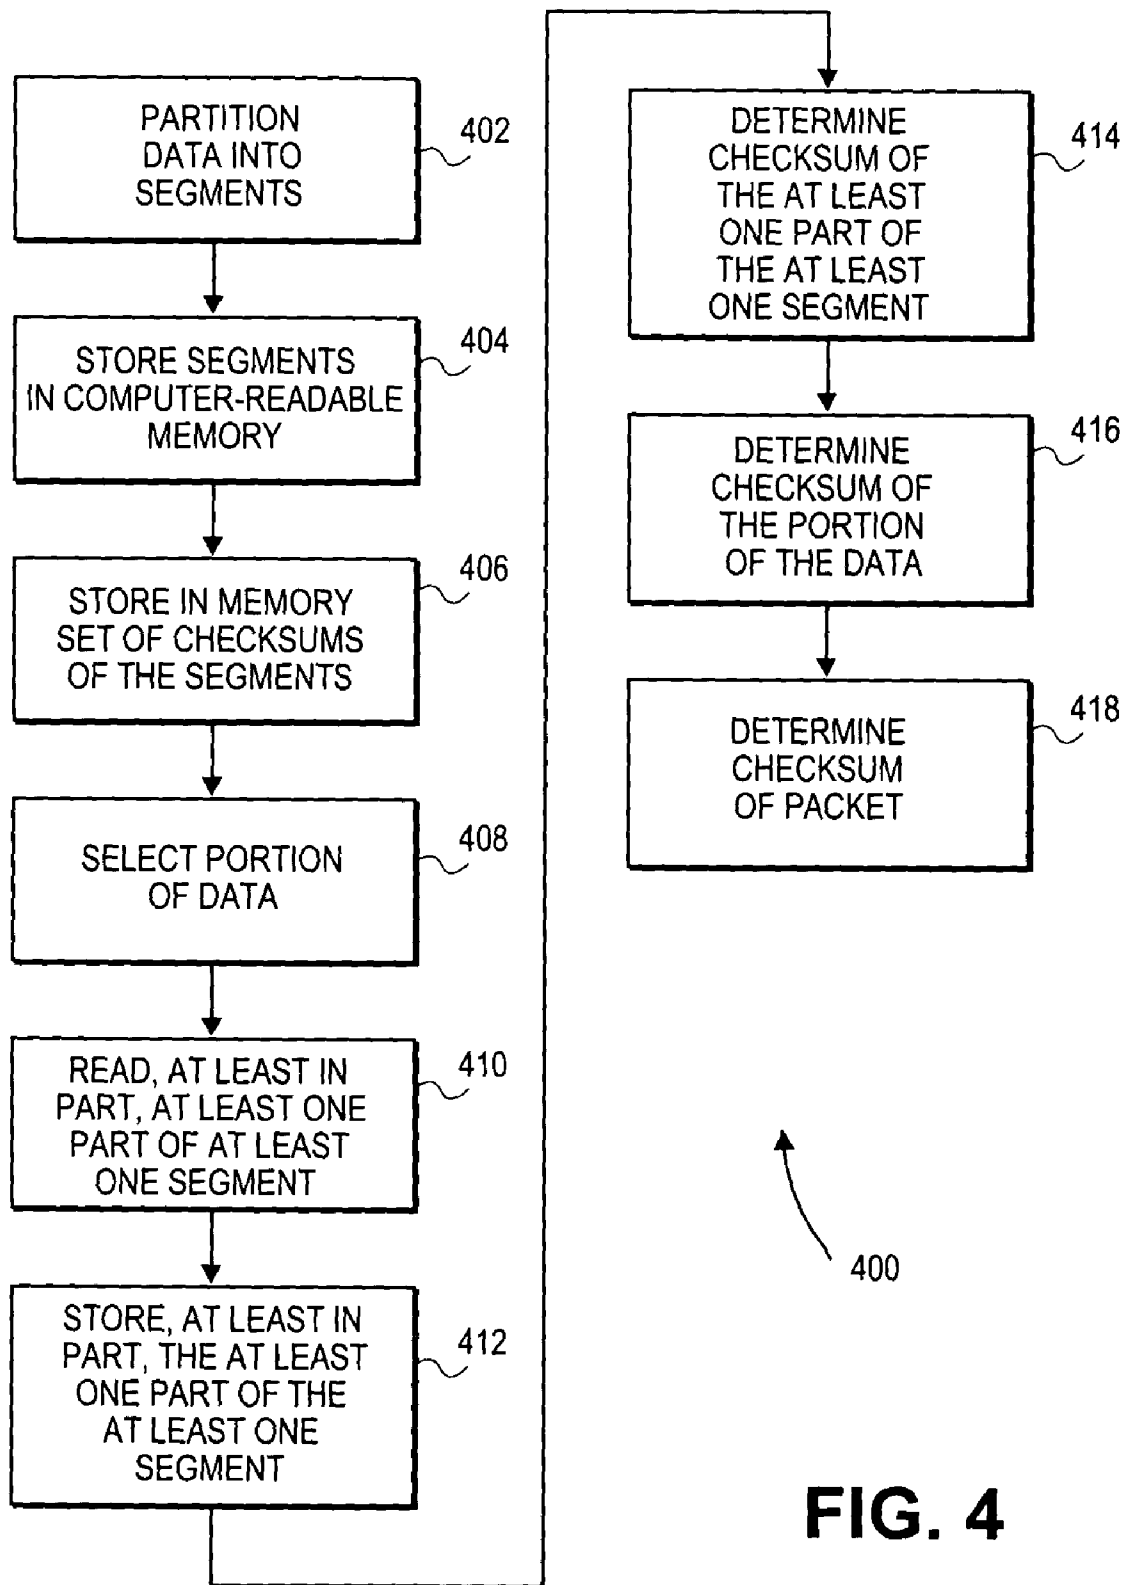 PARTITION
DATA INTO
SEGMENTS
402
STORE SEGMENTS
IN COMPUTER-READABLE
MEMORY
404
STORE IN MEMORY
SET OF CHECKSUMS
OF THE SEGMENTS
406
SELECT PORTION
OF DATA
408
READ, AT LEAST IN
PART, AT LEAST ONE
PART OF AT LEAST
ONE SEGMENT
410
STORE, AT LEAST IN
PART, THE AT LEAST
ONE PART OF THE
AT LEAST ONE
SEGMENT
412
DETERMINE
CHECKSUM OF
THE AT LEAST
ONE PART OF
THE AT LEAST
ONE SEGMENT
414
DETERMINE
CHECKSUM OF
THE PORTION
OF THE DATA
416
DETERMINE
CHECKSUM
OF PACKET
418
400
FIG. 4